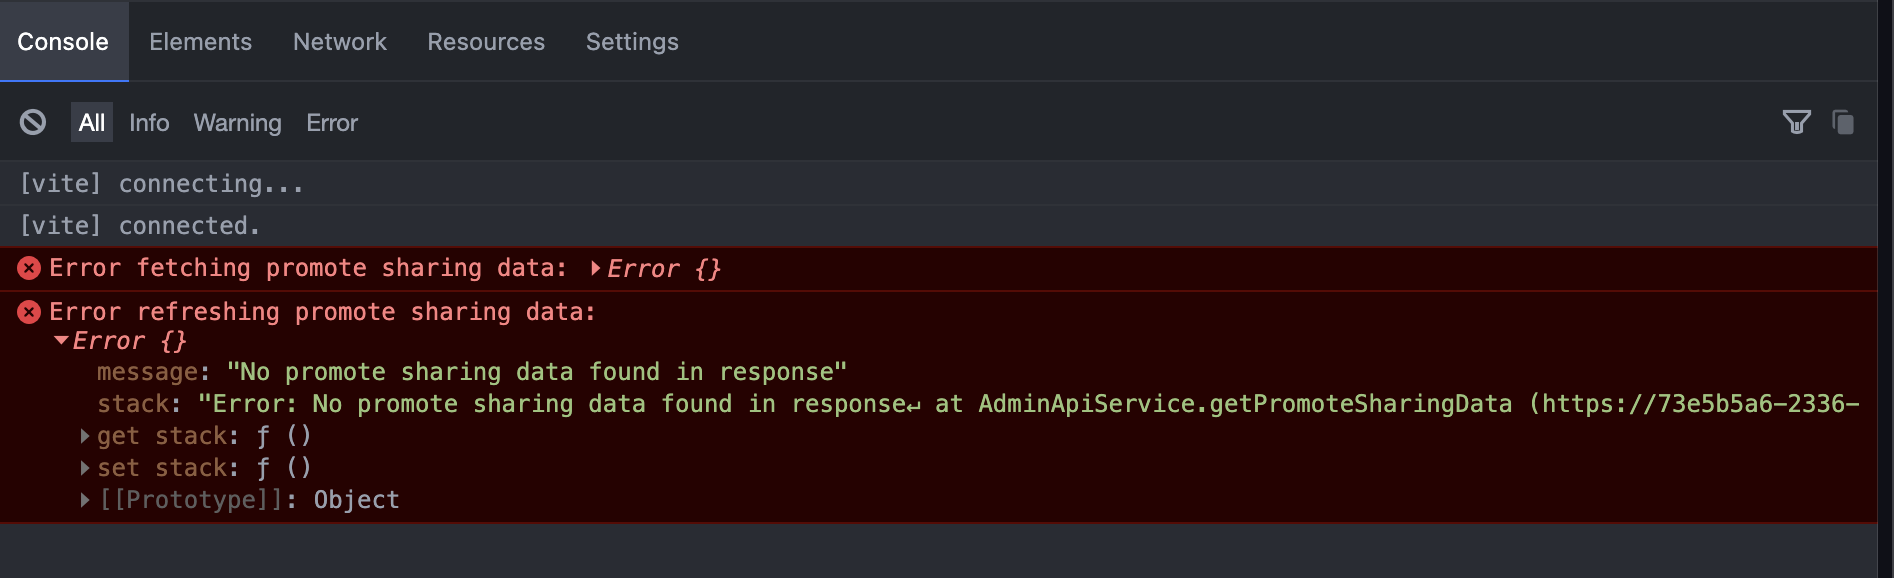 Console Elements Network Resources Settings
All Info Warning Error
[vite] connecting...
[vite] connected.
Error fetching promote sharing data: Error {}
Error refreshing promote sharing data:
Error {}
message: "No promote sharing data found in response"
stack: "Error: No promote sharing data found in response↵ at AdminApiService.getPromoteSharingData (https://73e5b5a6-2336-
get stack: ƒ ()
set stack: ƒ ()
[[Prototype]]: Object